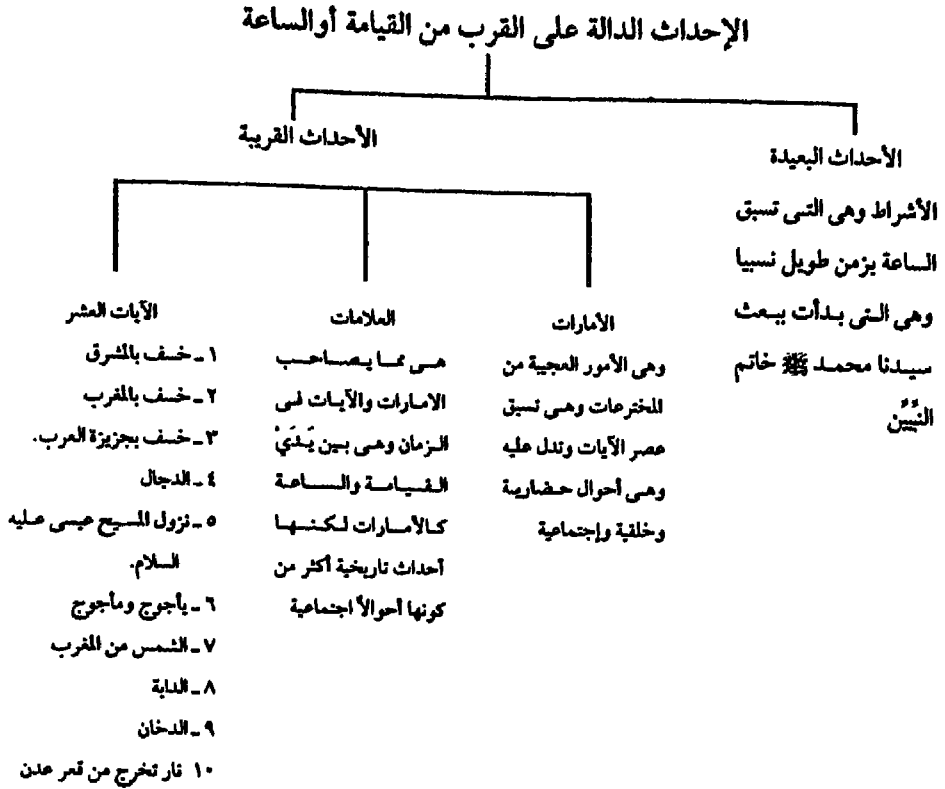 الإحداث الدالة على القرب من القيامة أوالساعة
الأحداث البعيدة
الأشراط وهى التى تسبق
الساعة بزمن طويل نسبيا
وهى التى بدأت ببعث
سيدنا محمد ﷺ خاتم
النبيِّين
الأحداث القريبة
الأمارات
وهى الأمور العجيبة من
المخترعات وهى تسبق
عصر الآيات وتدل عليه
وهى أحوال حضارية
وخلقية وإجتماعية
العلامات
هى مما يصاحب
الامارات والآيات فى
الزمان وهى بين يَدَىْ
القيامة والساعة
كالأمارات لكنها
أحداث تاريخية أكثر من
كونها أحوالاً اجتماعية
الآيات العشر
١ ـ خسف بالمشرق
٢ ـ خسف بالمغرب
٣ ـ خسف بجزيزة العرب.
٤ ـ الدجال
٥ ـ نزول المسيح عيسى عليه
السلام.
٦ ـ يأجوج ومأجوج
٧ ـ الشمس من المغرب
٨ ـ الدابة
٩ ـ الدخان
١٠ نار تخرج من قعر عدن